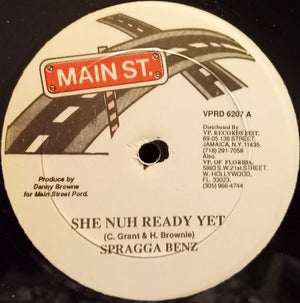 MAIN ST.
VPRD 6207 A
Distributed By
VP. RECORDS DIST.
89-05 138 STREET,
JAMAICA, N.Y. 11435.
(718) 291-7058
Also.
VP. OF FLORIDA.
5893 S.W. 21st. STREET
W. HOLLYWOOD,
FL. 33023.
(305) 966-4744
Produce by
Danny Browne
for Main Street Pord.
SHE NUH READY YET
(C. Grant & H. Brownie)
SPRAGGA BENZ